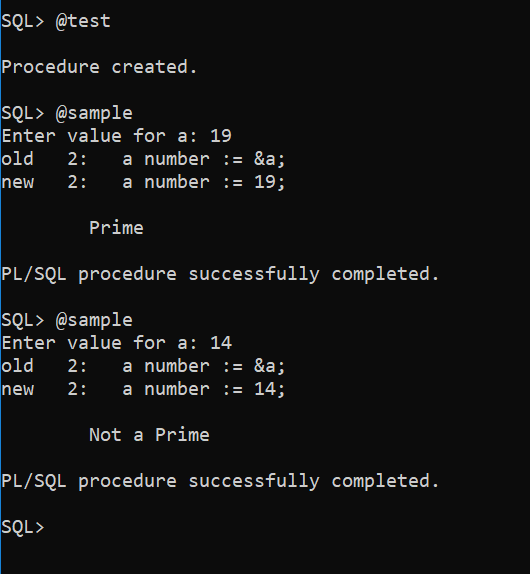 SQL> @test
Procedure created.
SQL> @sample
Enter value for a: 19
old   2:   a number := &a;
new   2:   a number := 19;
        Prime
PL/SQL procedure successfully completed.
SQL> @sample
Enter value for a: 14
old   2:   a number := &a;
new   2:   a number := 14;
        Not a Prime
PL/SQL procedure successfully completed.
SQL>